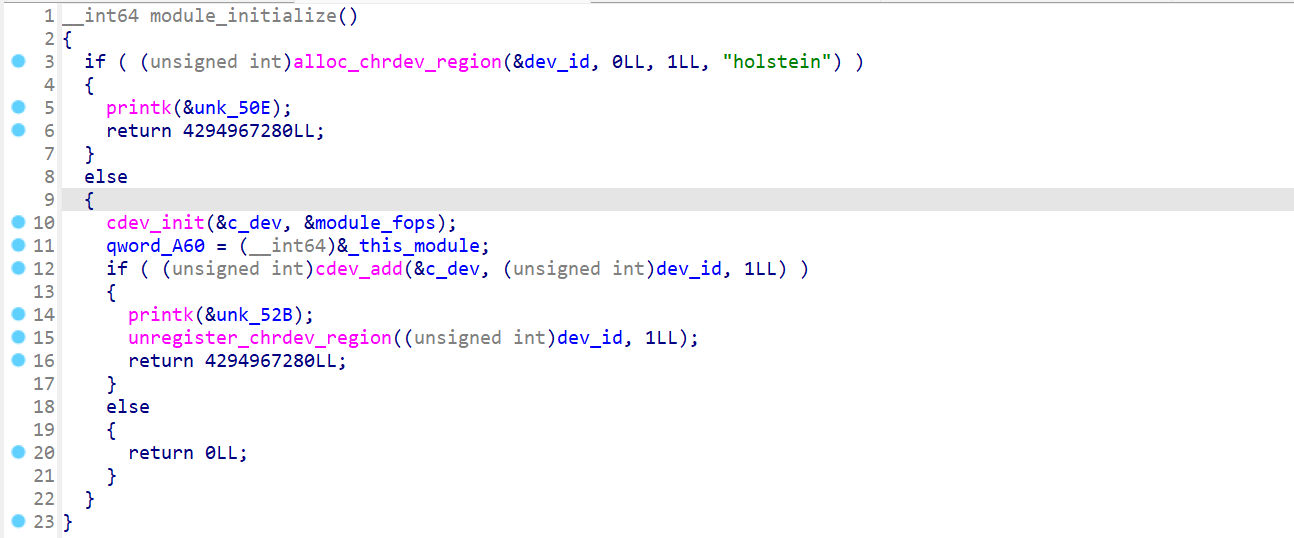 1 __int64 module_initialize()
2 {
3 if ( (unsigned int)alloc_chrdev_region(&dev_id, 0LL, 1LL, "holstein") )
4 {
5 printk(&unk_50E);
6 return 4294967280LL;
7 }
8 else
9 {
10 cdev_init(&c_dev, &module_fops);
11 qword_A60 = (__int64)&_this_module;
12 if ( (unsigned int)cdev_add(&c_dev, (unsigned int)dev_id, 1LL) )
13 {
14 printk(&unk_52B);
15 unregister_chrdev_region((unsigned int)dev_id, 1LL);
16 return 4294967280LL;
17 }
18 else
19 {
20 return 0LL;
21 }
22 }
23 }